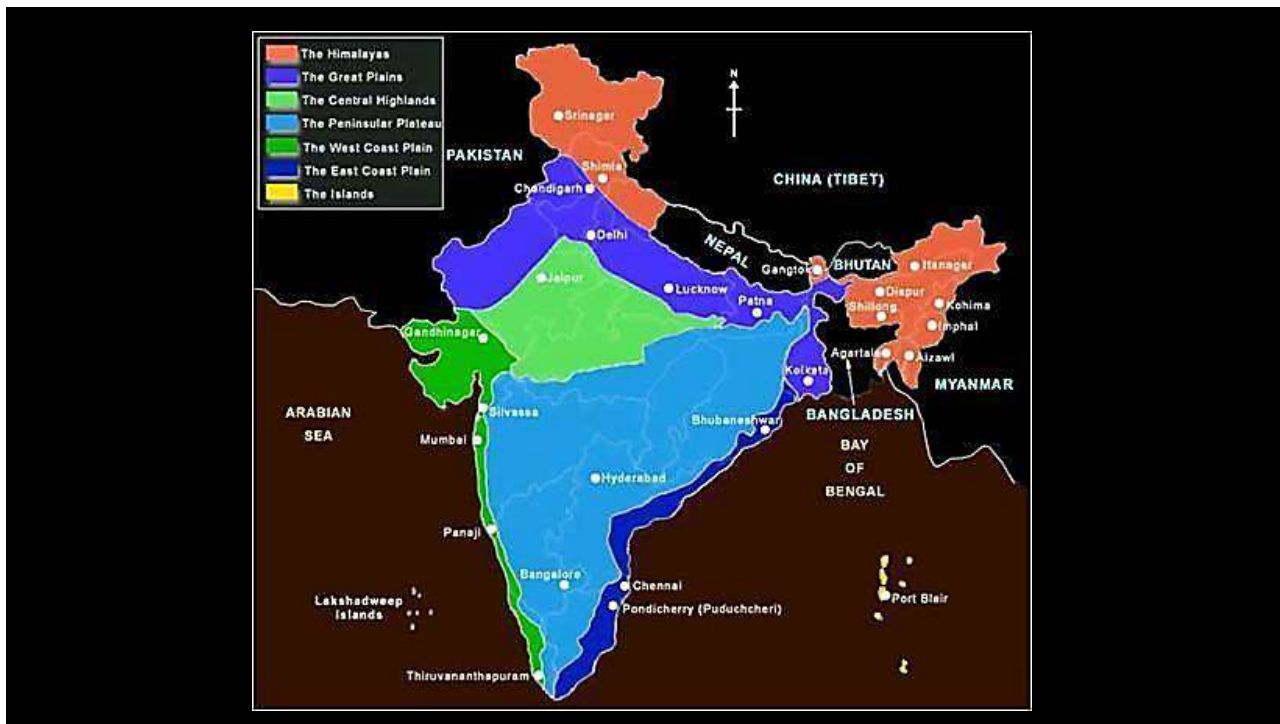 The Himalayas
The Great Plains
The Central Highlands
The Peninsular Plateau
The West Coast Plain
The East Coast Plain
The Islands
N
Srinagar
PAKISTAN
Shimla
CHINA (TIBET)
Chandigarh
Delhi
NEPAL
Gangtok
BHUTAN
Itanagar
Jaipur
Lucknow
Dispur
Patna
Shillong
Kohima
Gandhinagar
Imphal
Agartala
Aizawl
Kolkata
MYANMAR
ARABIAN
SEA
Silvassa
BANGLADESH
Bhubaneshwar
Mumbai
BAY
OF
BENGAL
Hyderabad
Panaji
Bangalore
Chennai
Lakshadweep
Islands
Port Blair
Pondicherry (Puduchcheri)
Thiruvananthapuram